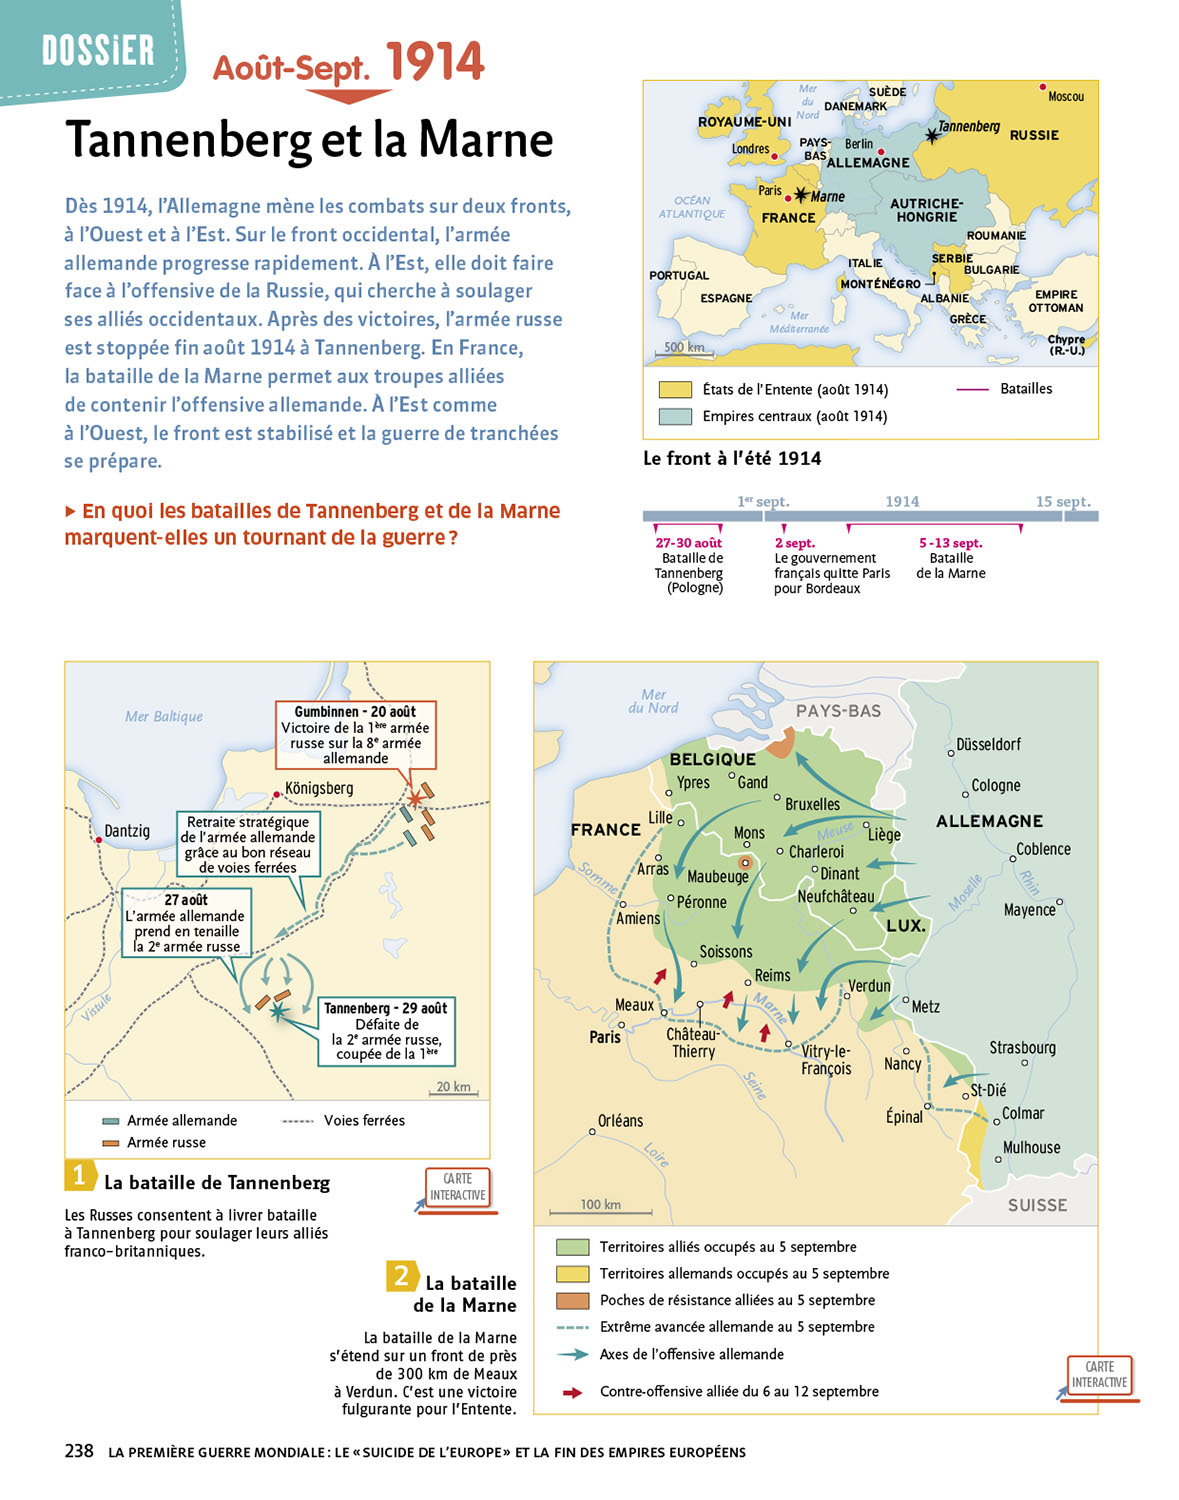 DOSSiER
Août-Sept. 1914
Tannenberg et la Marne
Dès 1914, l'Allemagne mène les combats sur deux fronts,
à l'Ouest et à l'Est. Sur le front occidental, l'armée
allemande progresse rapidement. À l'Est, elle doit faire
face à l'offensive de la Russie, qui cherche à soulager
ses alliés occidentaux. Après des victoires, l'armée russe
est stoppée fin août 1914 à Tannenberg. En France,
la bataille de la Marne permet aux troupes alliées
de contenir l'offensive allemande. À l'Est comme
à l'Ouest, le front est stabilisé et la guerre de tranchées
se prépare.
▶ En quoi les batailles de Tannenberg et de la Marne
marquent-elles un tournant de la guerre ?
Mer
du
Nord
SUÈDE
DANEMARK
Moscou
ROYAUME-UNI
Tannenberg
RUSSIE
Londres
PAYS-
BAS
Berlin
ALLEMAGNE
Paris
Marne
OCÉAN
ATLANTIQUE
FRANCE
AUTRICHE-
HONGRIE
ROUMANIE
ITALIE
SERBIE
BULGARIE
PORTUGAL
MONTÉNÉGRO
ESPAGNE
ALBANIE
EMPIRE
OTTOMAN
Mer
Méditerranée
GRÈCE
Chypre
(R.-U.)
500 km
États de l'Entente (août 1914)
Batailles
Empires centraux (août 1914)
Le front à l'été 1914
1er sept.
1914
15 sept.
27-30 août
Bataille de
Tannenberg
(Pologne)
2 sept.
Le gouvernement
français quitte Paris
pour Bordeaux
5-13 sept.
Bataille
de la Marne
Mer Baltique
Gumbinnen - 20 août
Victoire de la 1ère armée
russe sur la 8e armée
allemande
Königsberg
Dantzig
Retraite stratégique
de l'armée allemande
grâce au bon réseau
de voies ferrées
27 août
L'armée allemande
prend en tenaille
la 2e armée russe
Vistule
Tannenberg - 29 août
Défaite de
la 2e armée russe,
coupée de la 1ère
20 km
Armée allemande
Voies ferrées
Armée russe
1 La bataille de Tannenberg
CARTE
INTERACTIVE
Les Russes consentent à livrer bataille
à Tannenberg pour soulager leurs alliés
franco-britanniques.
2 La bataille
de la Marne
La bataille de la Marne
s'étend sur un front de près
de 300 km de Meaux
à Verdun. C'est une victoire
fulgurante pour l'Entente.
Mer
du Nord
PAYS-BAS
Düsseldorf
BELGIQUE
Ypres
Gand
Cologne
Bruxelles
Lille
FRANCE
Mons
Meuse
Liège
ALLEMAGNE
Charleroi
Coblence
Somme
Arras
Maubeuge
Dinant
Neufchâteau
Moselle
Rhin
Péronne
Mayence
Amiens
LUX.
Soissons
Reims
Verdun
Meaux
Marne
Metz
Paris
Château-
Thierry
Vitry-le-
François
Nancy
Strasbourg
Seine
St-Dié
Épinal
Colmar
Orléans
Mulhouse
Loire
100 km
SUISSE
Territoires alliés occupés au 5 septembre
Territoires allemands occupés au 5 septembre
Poches de résistance alliées au 5 septembre
Extrême avancée allemande au 5 septembre
Axes de l'offensive allemande
Contre-offensive alliée du 6 au 12 septembre
CARTE
INTERACTIVE
238 LA PREMIÈRE GUERRE MONDIALE : LE « SUICIDE DE L'EUROPE » ET LA FIN DES EMPIRES EUROPÉENS